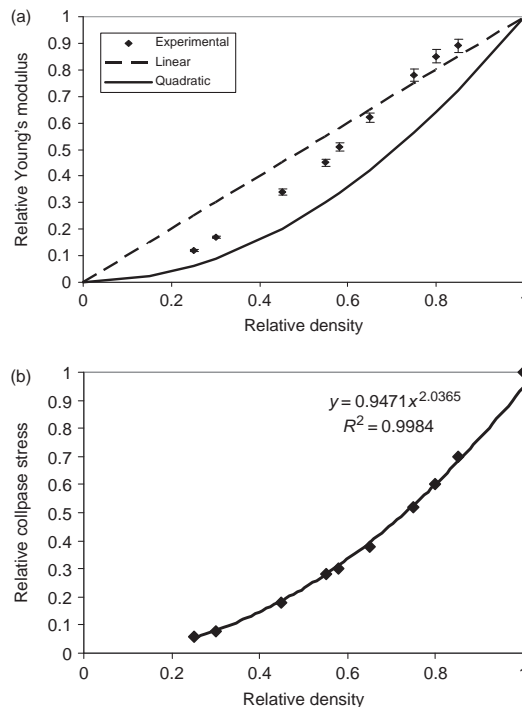 (a)
1
0.9
0.8
0.7
0.6
0.5
0.4
0.3
0.2
0.1
0
Relative Young's modulus
Experimental
Linear
Quadratic
0 0.2 0.4 0.6 0.8 1
Relative density
(b)
1
0.9
0.8
0.7
0.6
0.5
0.4
0.3
0.2
0.1
0
Relative collpase stress
y = 0.9471x^2.0365
R^2 = 0.9984
0 0.2 0.4 0.6 0.8 1
Relative density